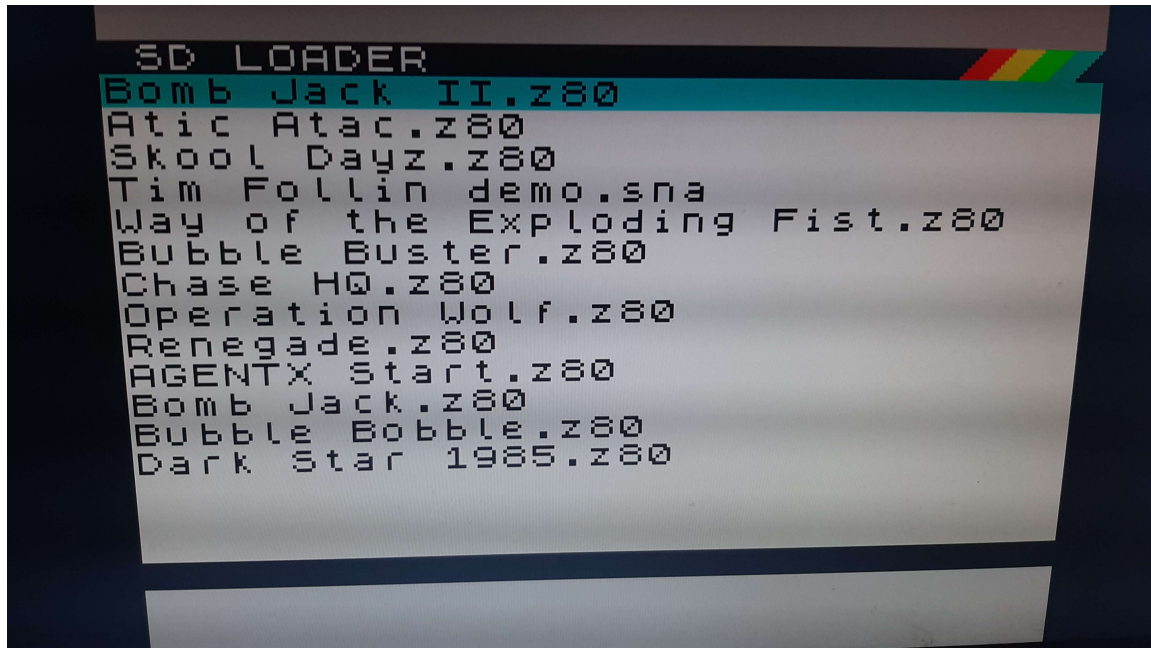 SD LOADER
Bomb Jack II.z80
Atic Atac.z80
Skool Dayz.z80
Tim Follin demo.sna
Way of the Exploding Fist.z80
Bubble Buster.z80
Chase HQ.z80
Operation Wolf.z80
Renegade.z80
AGENTX Start.z80
Bomb Jack.z80
Bubble Bobble.z80
Dark Star 1985.z80